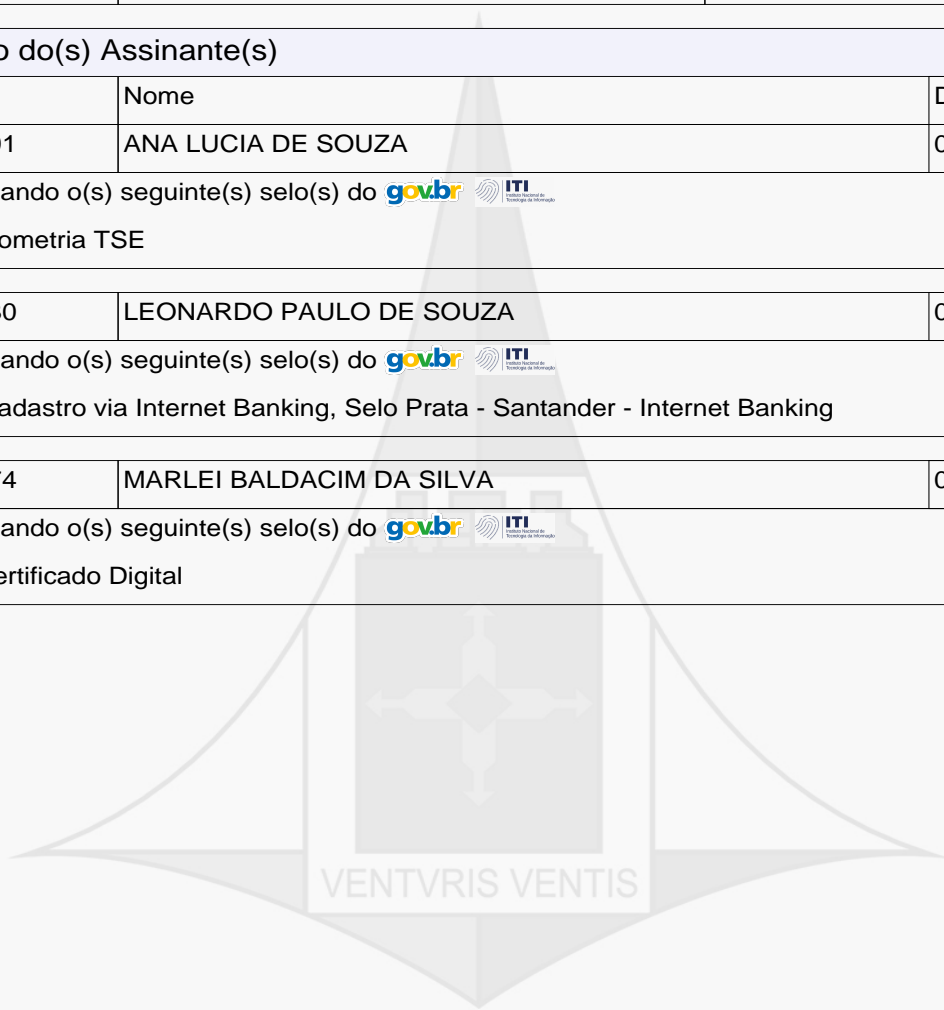 o do(s) Assinante(s)
Nome D
01 ANA LUCIA DE SOUZA 0
ando o(s) seguinte(s) selo(s) do gov.br ITI
ometria TSE
80 LEONARDO PAULO DE SOUZA 0
ando o(s) seguinte(s) selo(s) do gov.br ITI
adastro via Internet Banking, Selo Prata - Santander - Internet Banking
74 MARLEI BALDACIM DA SILVA 0
ando o(s) seguinte(s) selo(s) do gov.br ITI
ertificado Digital
VENTVRIS VENTIS